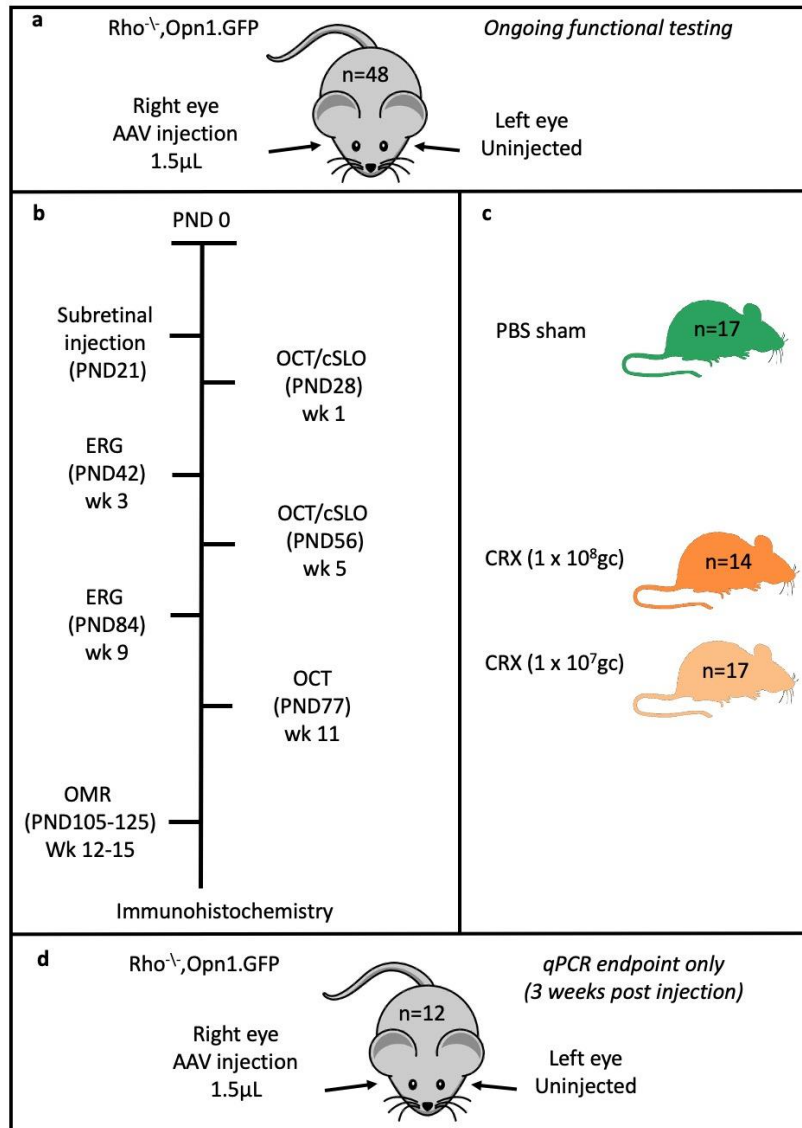 a
Rho-\-,Opn1.GFP
Ongoing functional testing
n=48
Right eye
AAV injection
1.5µL
Left eye
Uninjected
b
PND 0
Subretinal
injection
(PND21)
OCT/cSLO
(PND28)
wk 1
ERG
(PND42)
wk 3
OCT/cSLO
(PND56)
wk 5
ERG
(PND84)
wk 9
OCT
(PND77)
wk 11
OMR
(PND105-125)
Wk 12-15
Immunohistochemistry
c
PBS sham
n=17
CRX (1 x 10⁸gc)
n=14
CRX (1 x 10⁷gc)
n=17
d
Rho-\-,Opn1.GFP
qPCR endpoint only
(3 weeks post injection)
n=12
Right eye
AAV injection
1.5µL
Left eye
Uninjected